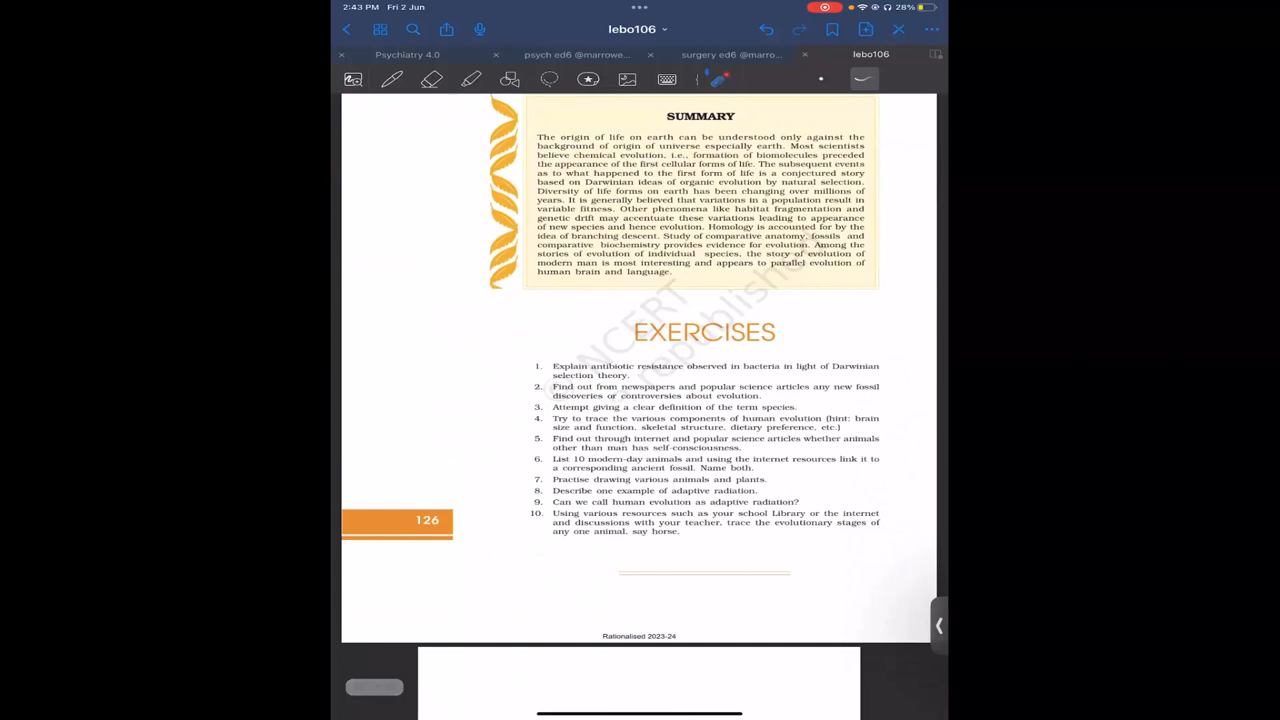 2:43 PM Fri 2 Jun
28%
lebo106
Psychiatry 4.0
psych ed6 @marrowe...
surgery ed6 @marro...
lebo106
SUMMARY
The origin of life on earth can be understood only against the
background of origin of universe especially earth. Most scientists
believe chemical evolution, i.e., formation of biomolecules preceded
the appearance of the first cellular forms of life. The subsequent events
as to what happened to the first form of life is a conjectured story
based on Darwinian ideas of organic evolution by natural selection.
Diversity of life forms on earth has been changing over millions of
years. It is generally believed that variations in a population result in
variable fitness. Other phenomena like habitat fragmentation and
genetic drift may accentuate these variations leading to appearance
of new species and hence evolution. Homology is accounted for by the
idea of branching descent. Study of comparative anatomy, fossils and
comparative biochemistry provides evidence for evolution. Among the
stories of evolution of individual species, the story of evolution of
modern man is most interesting and appears to parallel evolution of
human brain and language.
© NCERT
republished
EXERCISES
1. Explain antibiotic resistance observed in bacteria in light of Darwinian
selection theory.
2. Find out from newspapers and popular science articles any new fossil
discoveries or controversies about evolution.
3. Attempt giving a clear definition of the term species.
4. Try to trace the various components of human evolution (hint: brain
size and function, skeletal structure, dietary preference, etc.)
5. Find out through internet and popular science articles whether animals
other than man has self-consciousness.
6. List 10 modern-day animals and using the internet resources link it to
a corresponding ancient fossil. Name both.
7. Practise drawing various animals and plants.
8. Describe one example of adaptive radiation.
9. Can we call human evolution as adaptive radiation?
10. Using various resources such as your school Library or the internet
and discussions with your teacher, trace the evolutionary stages of
any one animal, say horse.
126
Rationalised 2023-24